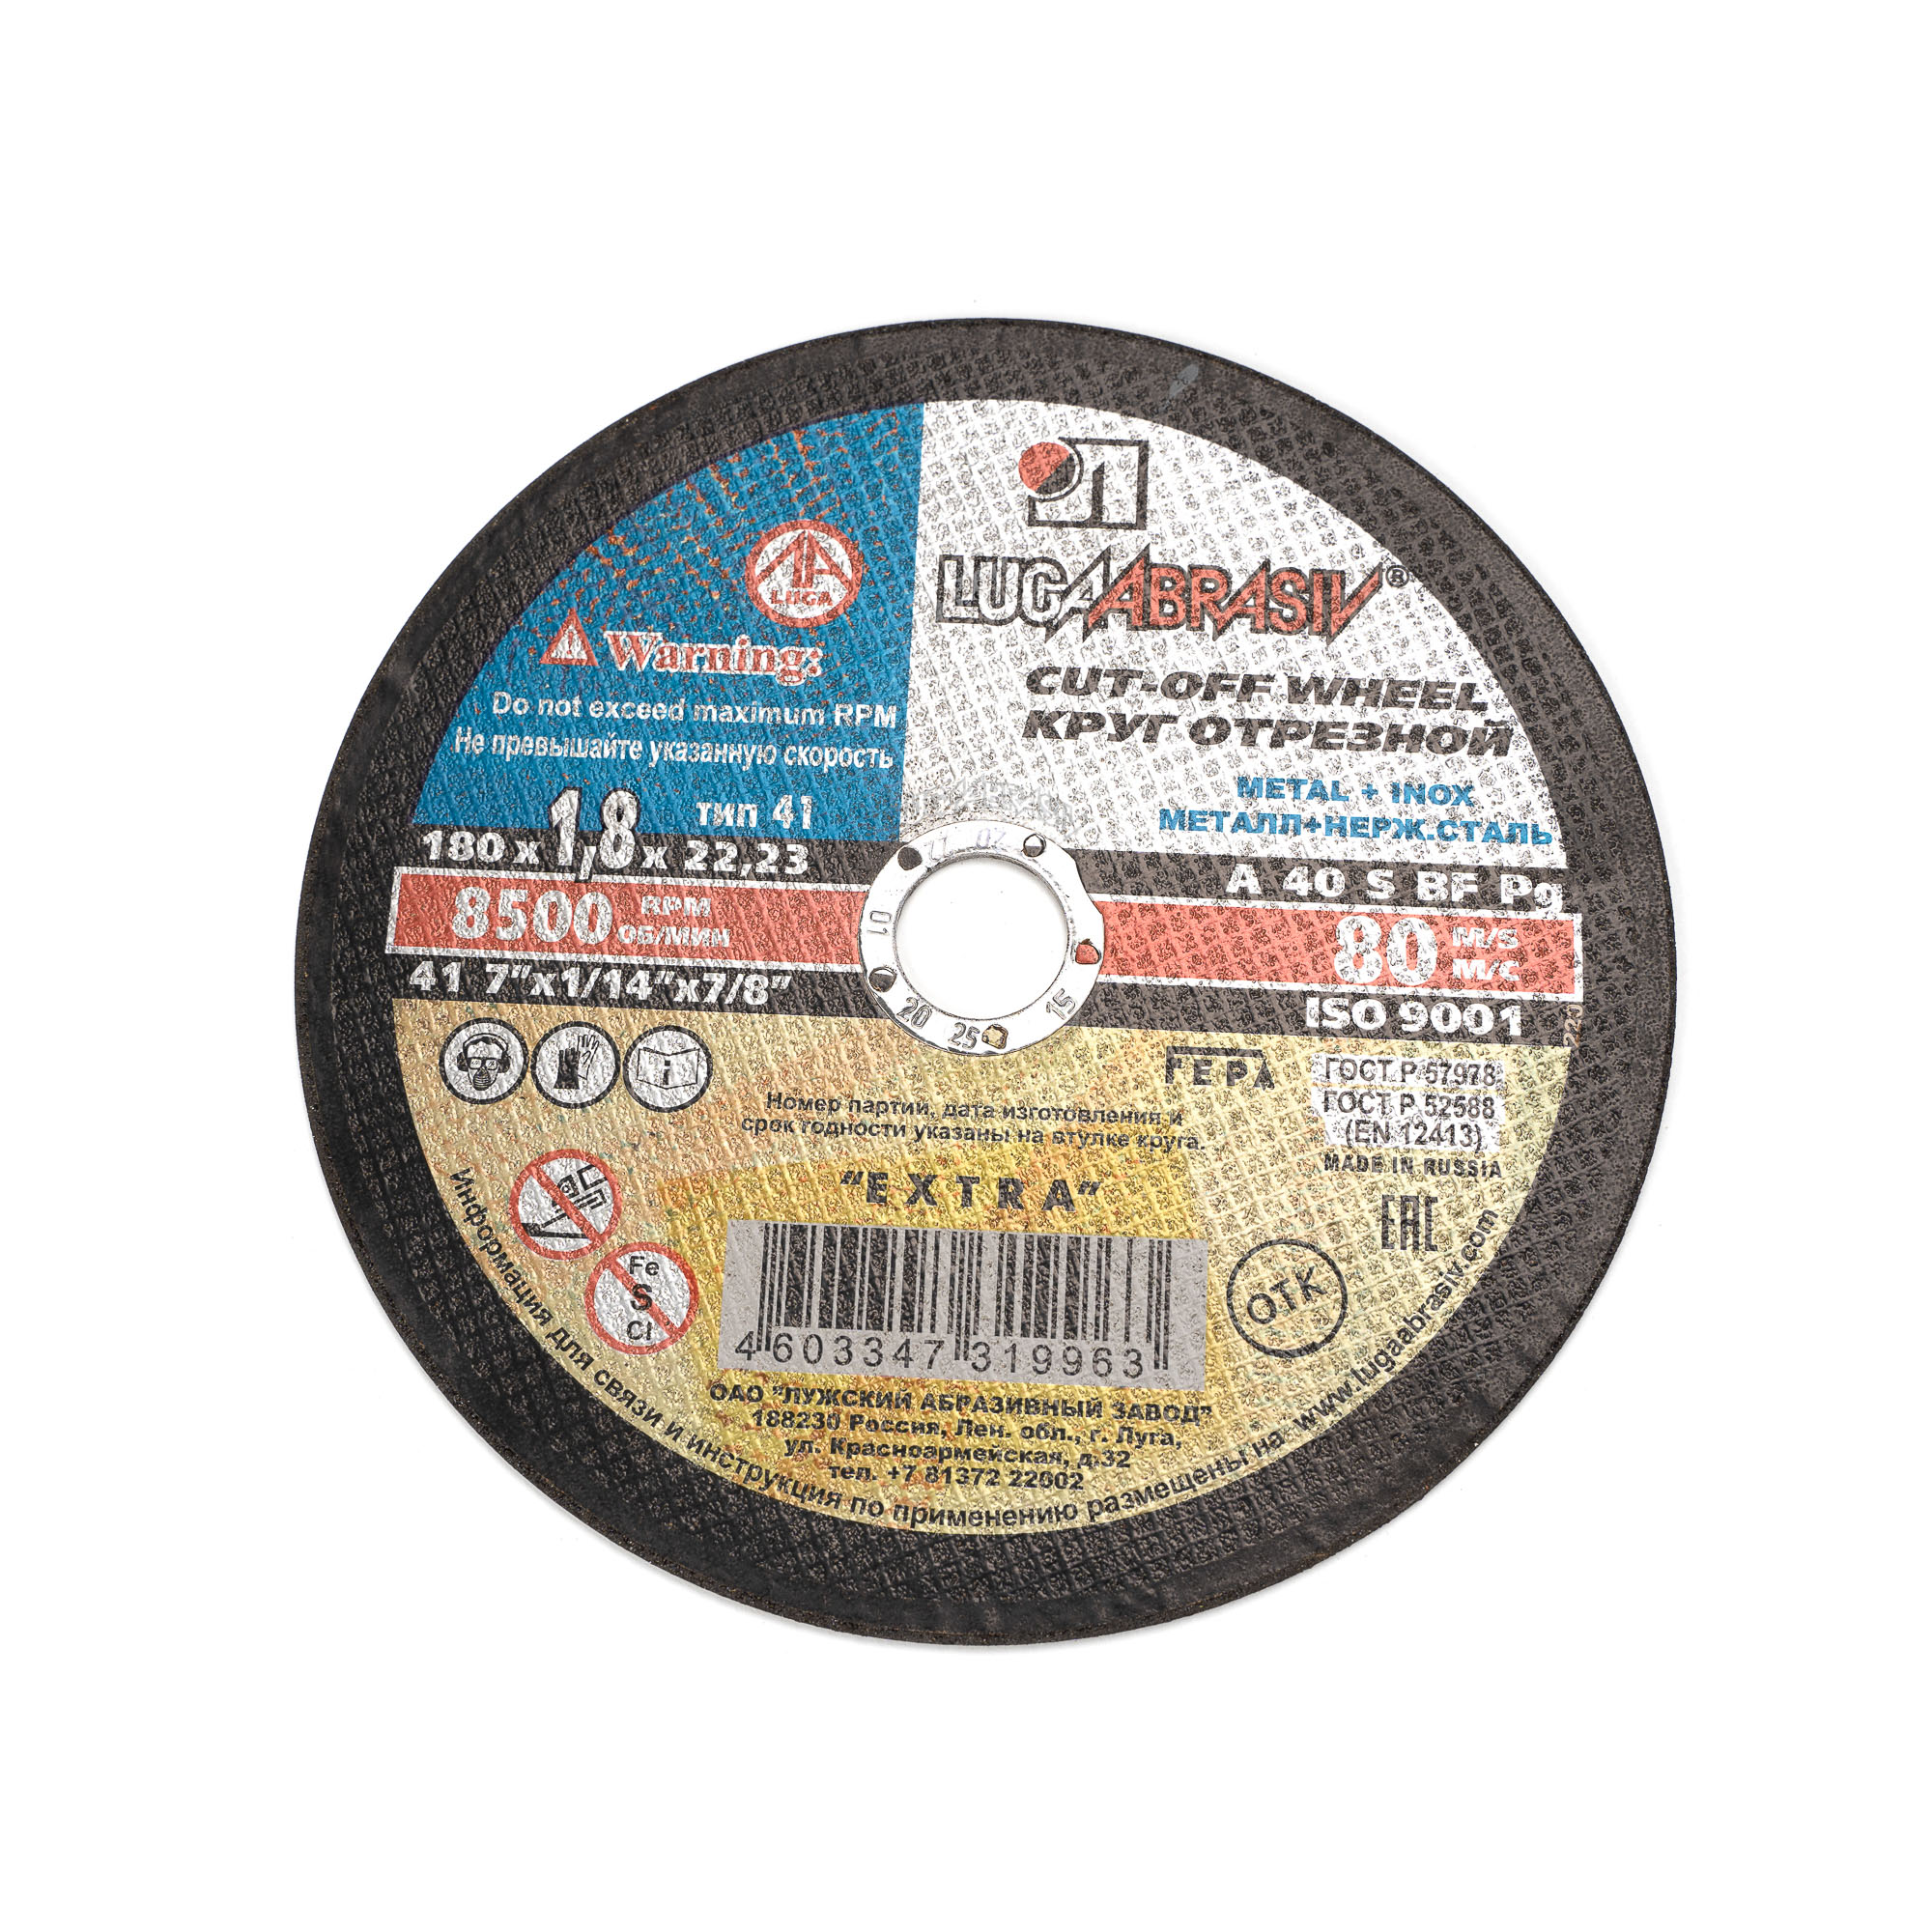 LUGA
Warning:
Do not exceed maximum RPM
Не превышайте указанную скорость
тип 41
180 x 1,8 x 22,23
8500 RPM
ОБ/МИН
41 7"x1/14"x7/8"
LUGAABRASIV®
CUT-OFF WHEEL
КРУГ ОТРЕЗНОЙ
METAL + INOX
МЕТАЛЛ+НЕРЖ.СТАЛЬ
A 40 S BF Pg
80 M/S
М/с
ISO 9001
20
25
15
01
ГЕРА
ГОСТ Р 57978
ГОСТ Р 52588
(EN 12413)
MADE IN RUSSIA
EAC
Номер партии, дата изготовления и
срок годности указаны на втулке круга.
"EXTRA"
Fe
S
Cl
4 603347 319963
ОТК
ОАО "ЛУЖСКИЙ АБРАЗИВНЫЙ ЗАВОД"
188230 Россия, Лен. обл., г. Луга,
ул. Красноармейская, д.32
тел. +7 81372 22002
Информация для связи и инструкция по применению размещены на www.lugaabrasiv.com